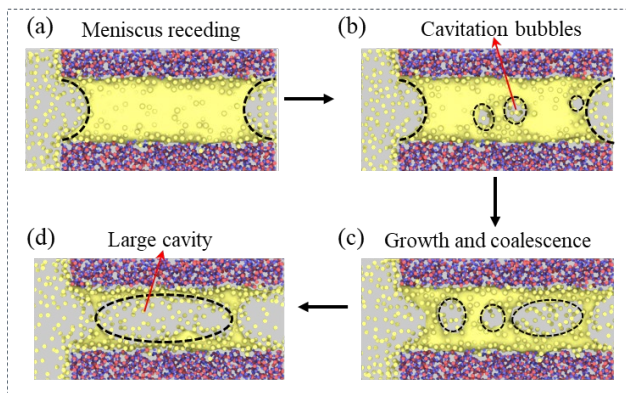 (a) Meniscus receding
(b) Cavitation bubbles
(d) Large cavity
(c) Growth and coalescence